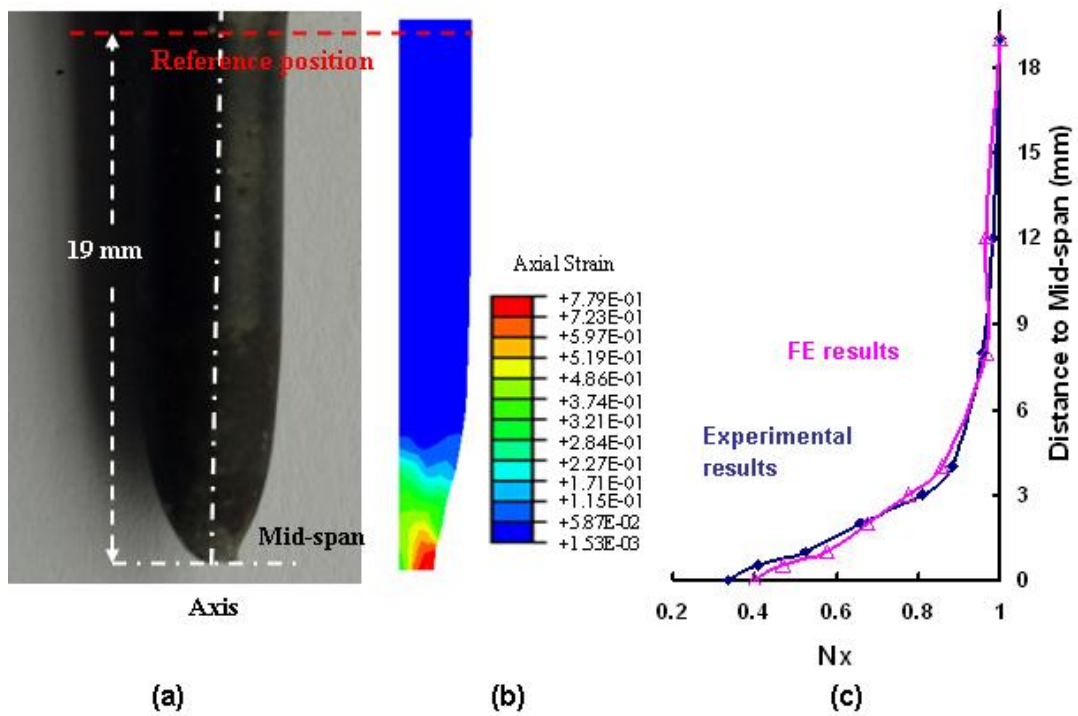 Reference position
19 mm
Mid-span
Axis
(a)
Axial Strain
+7.79E-01
+7.23E-01
+5.97E-01
+5.19E-01
+4.86E-01
+3.74E-01
+3.21E-01
+2.84E-01
+2.27E-01
+1.71E-01
+1.15E-01
+5.87E-02
+1.53E-03
(b)
FE results
Experimental
results
18
15
12
9
6
3
0
Distance to Mid-span (mm)
0.2
0.4
0.6
0.8
1
Nx
(c)